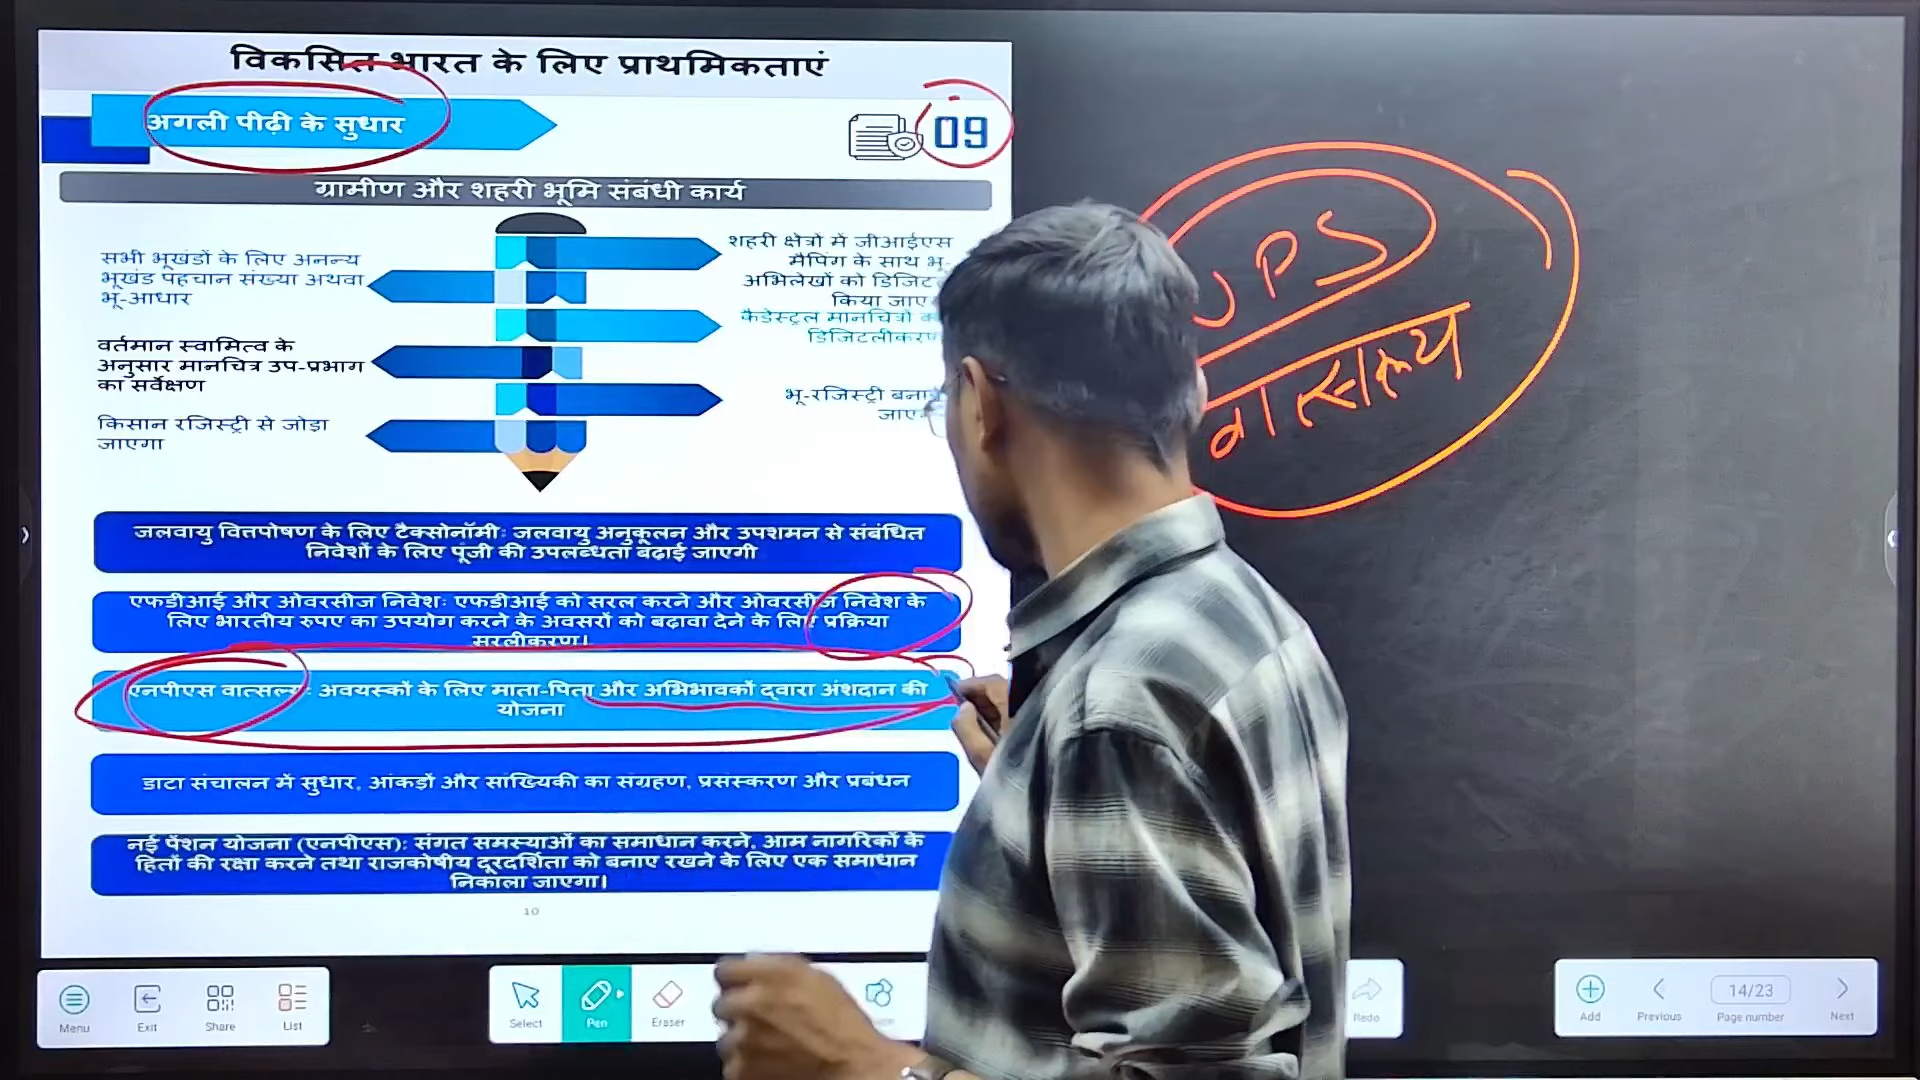 विकसित भारत के लिए प्राथमिकताएं
अगली पीढ़ी के सुधार
09
ग्रामीण और शहरी भूमि संबंधी कार्य
सभी भूखंडों के लिए अनन्य
भूखंड पहचान संख्या अथवा
भू-आधार
शहरी क्षेत्रों में जीआईएस
मैपिंग के साथ भू-
अभिलेखों को
किया
कैडेस्ट्रल मानचित्रों
वर्तमान स्वामित्व के
अनुसार मानचित्र उप-प्रभाग
का सर्वेक्षण
भू-रजिस्ट्री
किसान रजिस्ट्री से जोड़ा
जाएगा
जलवायु वित्तपोषण के लिए टैक्सोनॉमी: जलवायु अनुकूलन और उपशमन से संबंधित
निवेशों के लिए पूंजी की उपलब्धता बढ़ाई जाएगी
एफडीआई और ओवरसीज निवेश: एफडीआई को सरल करने और ओवरसीज निवेश के
लिए भारतीय रुपए का उपयोग करने के अवसरों को बढ़ावा देने के लिए प्रक्रिया
सरलीकरण।
एनपीएस वात्सल्य: अवयस्कों के लिए माता-पिता और अभिभावकों द्वारा अंशदान की
योजना
डाटा संचालन में सुधार, आंकड़ों और सांख्यिकी का संग्रहण, प्रसंस्करण और प्रबंधन
नई पेंशन योजना (एनपीएस): संगत समस्याओं का समाधान करने, आम नागरिकों के
हितों की रक्षा करने तथा राजकोषीय दूरदर्शिता को बनाए रखने के लिए एक समाधान
निकाला जाएगा।
10
PS
वात्सल्य
Menu
Exit
Share
List
Select
Pen
Eraser
Redo
Add
Previous
14/23
Page number
Next